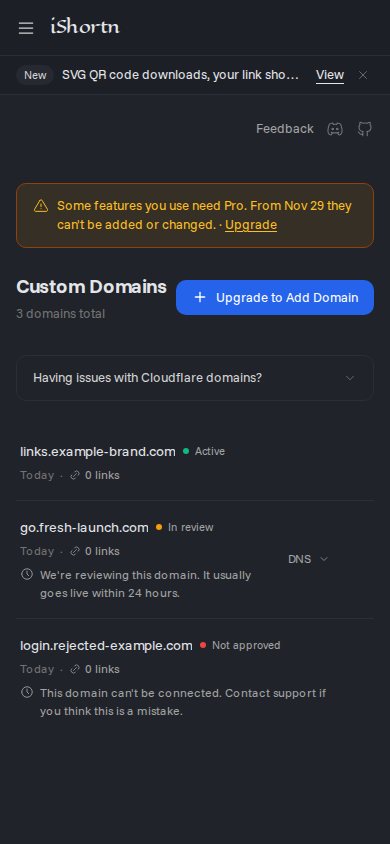 iShortn
New SVG QR code downloads, your link sho... View
Feedback
Some features you use need Pro. From Nov 29 they
can't be added or changed. · Upgrade
Custom Domains
3 domains total
Upgrade to Add Domain
Having issues with Cloudflare domains?
links.example-brand.com Active
Today · 0 links
go.fresh-launch.com In review
Today · 0 links
DNS
We're reviewing this domain. It usually
goes live within 24 hours.
login.rejected-example.com Not approved
Today · 0 links
This domain can't be connected. Contact support if
you think this is a mistake.